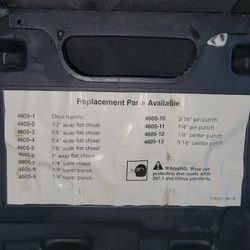 Replacement Parts Available
4605-1 Drive handle
4605-2 1/2" wide flat chisel
4605-3 5/8" wide flat chisel
4605-4 3/4" wide flat chisel
4605-5 7/8" wide flat chisel
4605-6 1" wide flat chisel
4605-7 1/4" cape chisel
4605-8 1/8" taper punch
4605-9 1/4" taper punch
4605-10 3/16" pin punch
4605-11 1/4" pin punch
4605-12 1/8" center punch
4605-13 3/16" center punch
WARNING: Wear eye
protection that meets ANSI
Z87.1 and OSHA standards.
Rev A